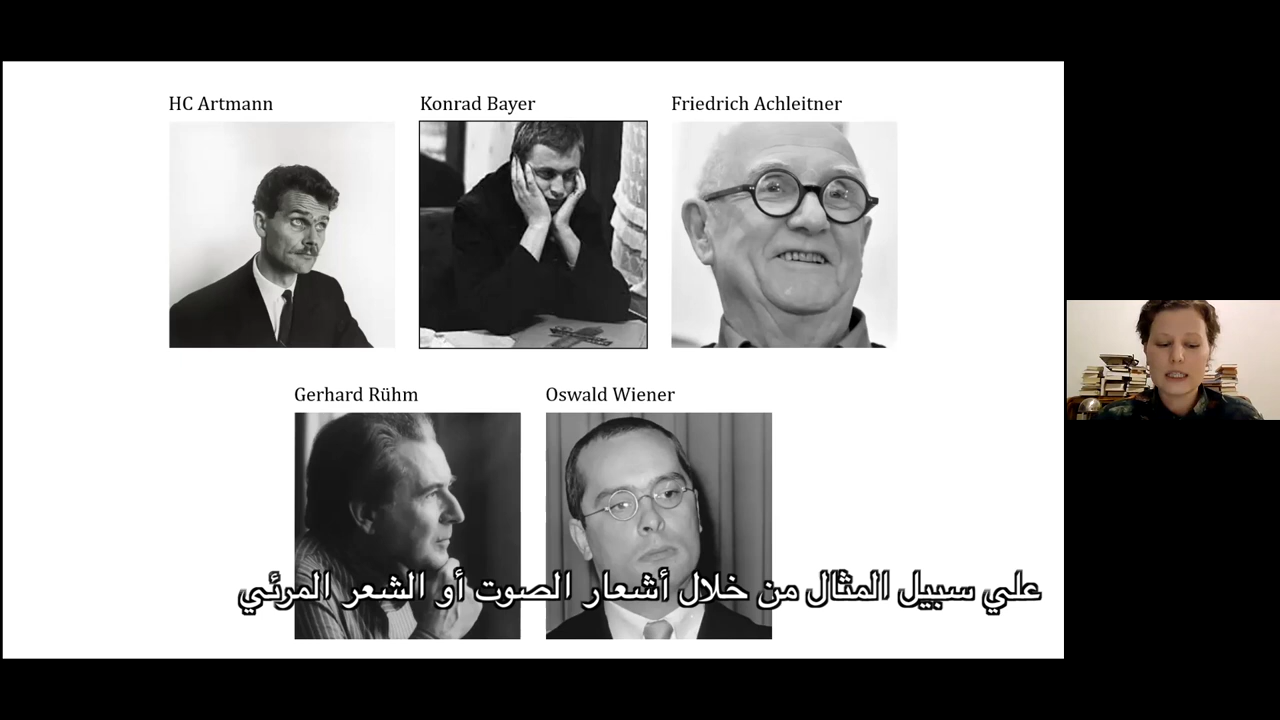 HC Artmann
Konrad Bayer
Friedrich Achleitner
Gerhard Rühm
Oswald Wiener
علي سبيل المثال من خلال أشعار الصوت أو الشعر المرئي